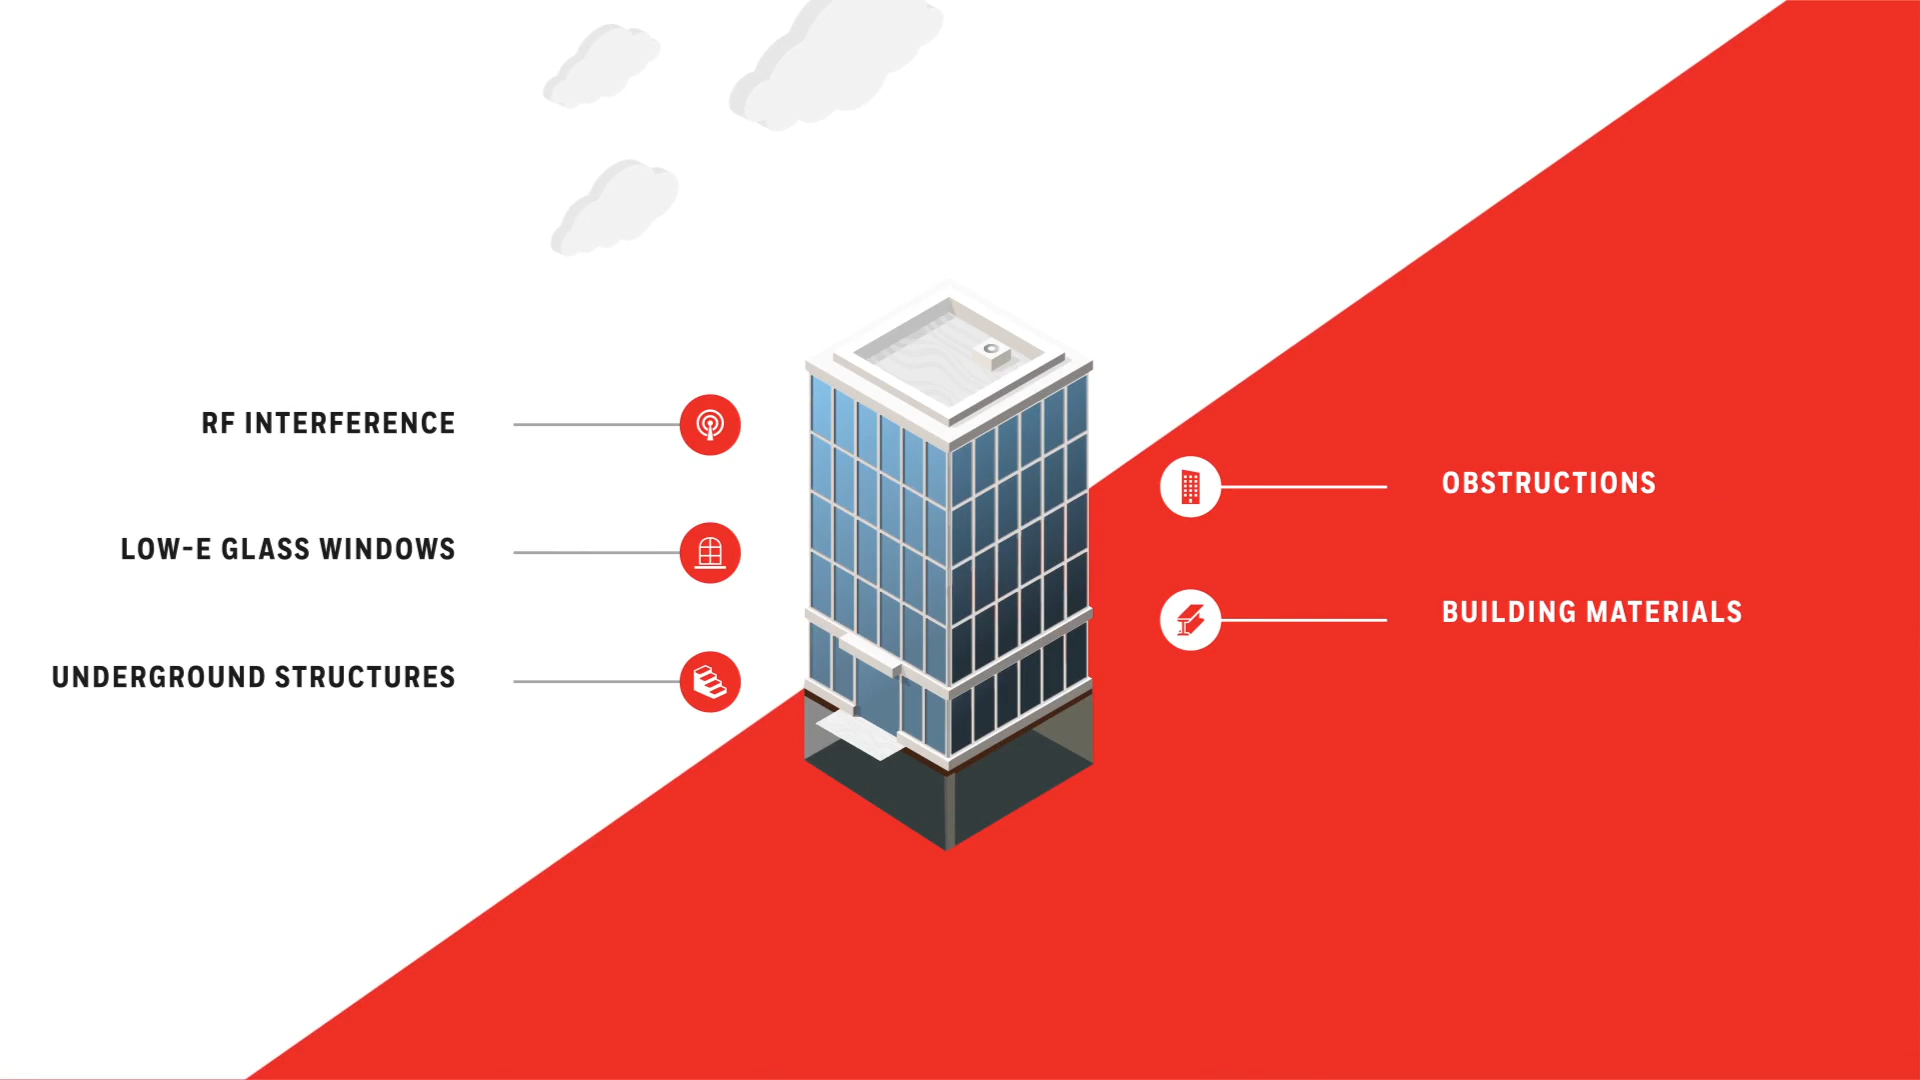 RF INTERFERENCE
LOW-E GLASS WINDOWS
UNDERGROUND STRUCTURES
OBSTRUCTIONS
BUILDING MATERIALS